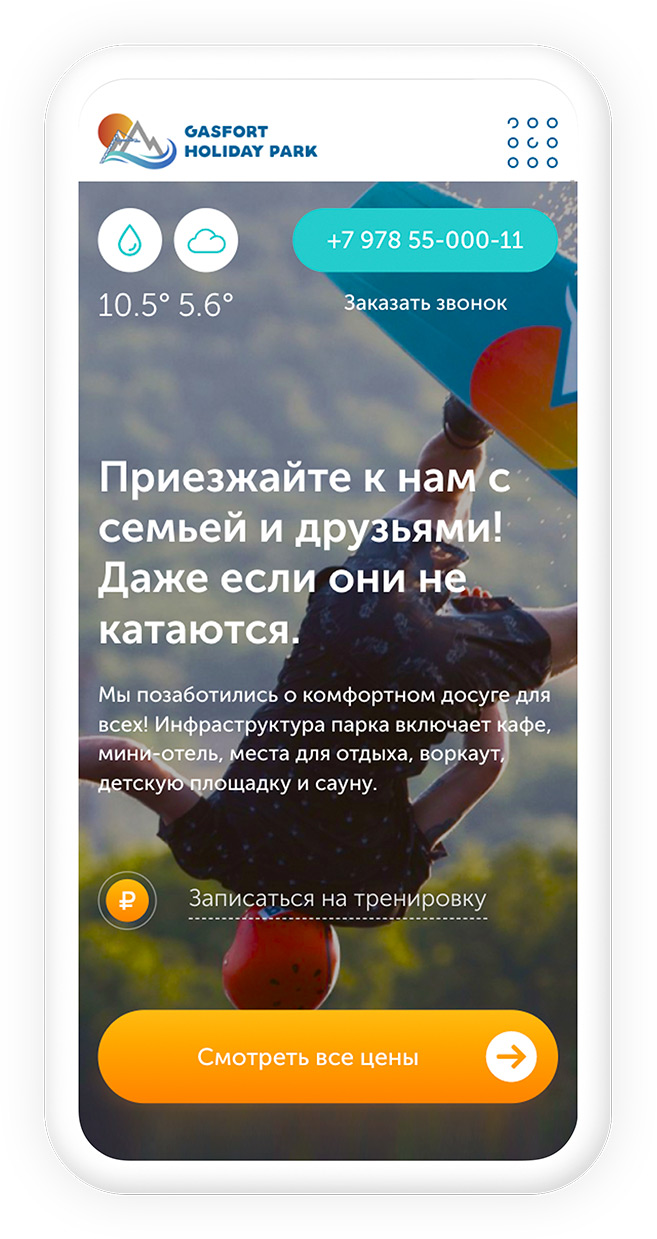 GASFORT
HOLIDAY PARK
+7 978 55-000-11
10.5° 5.6°
Заказать звонок
Приезжайте к нам с
семьей и друзьями!
Даже если они не
катаются.
Мы позаботились о комфортном досуге для
всех! Инфраструктура парка включает кафе,
мини-отель, места для отдыха, воркаут,
детскую площадку и сауну.
₽
Записаться на тренировку
Смотреть все цены